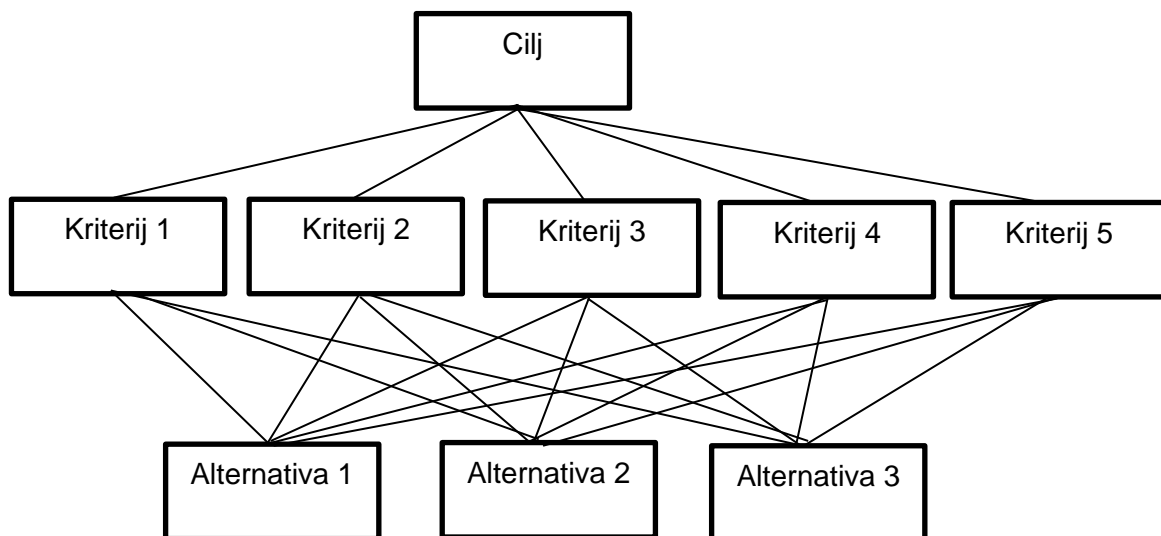 Cilj
Kriterij 1
Kriterij 2
Kriterij 3
Kriterij 4
Kriterij 5
Alternativa 1
Alternativa 2
Alternativa 3